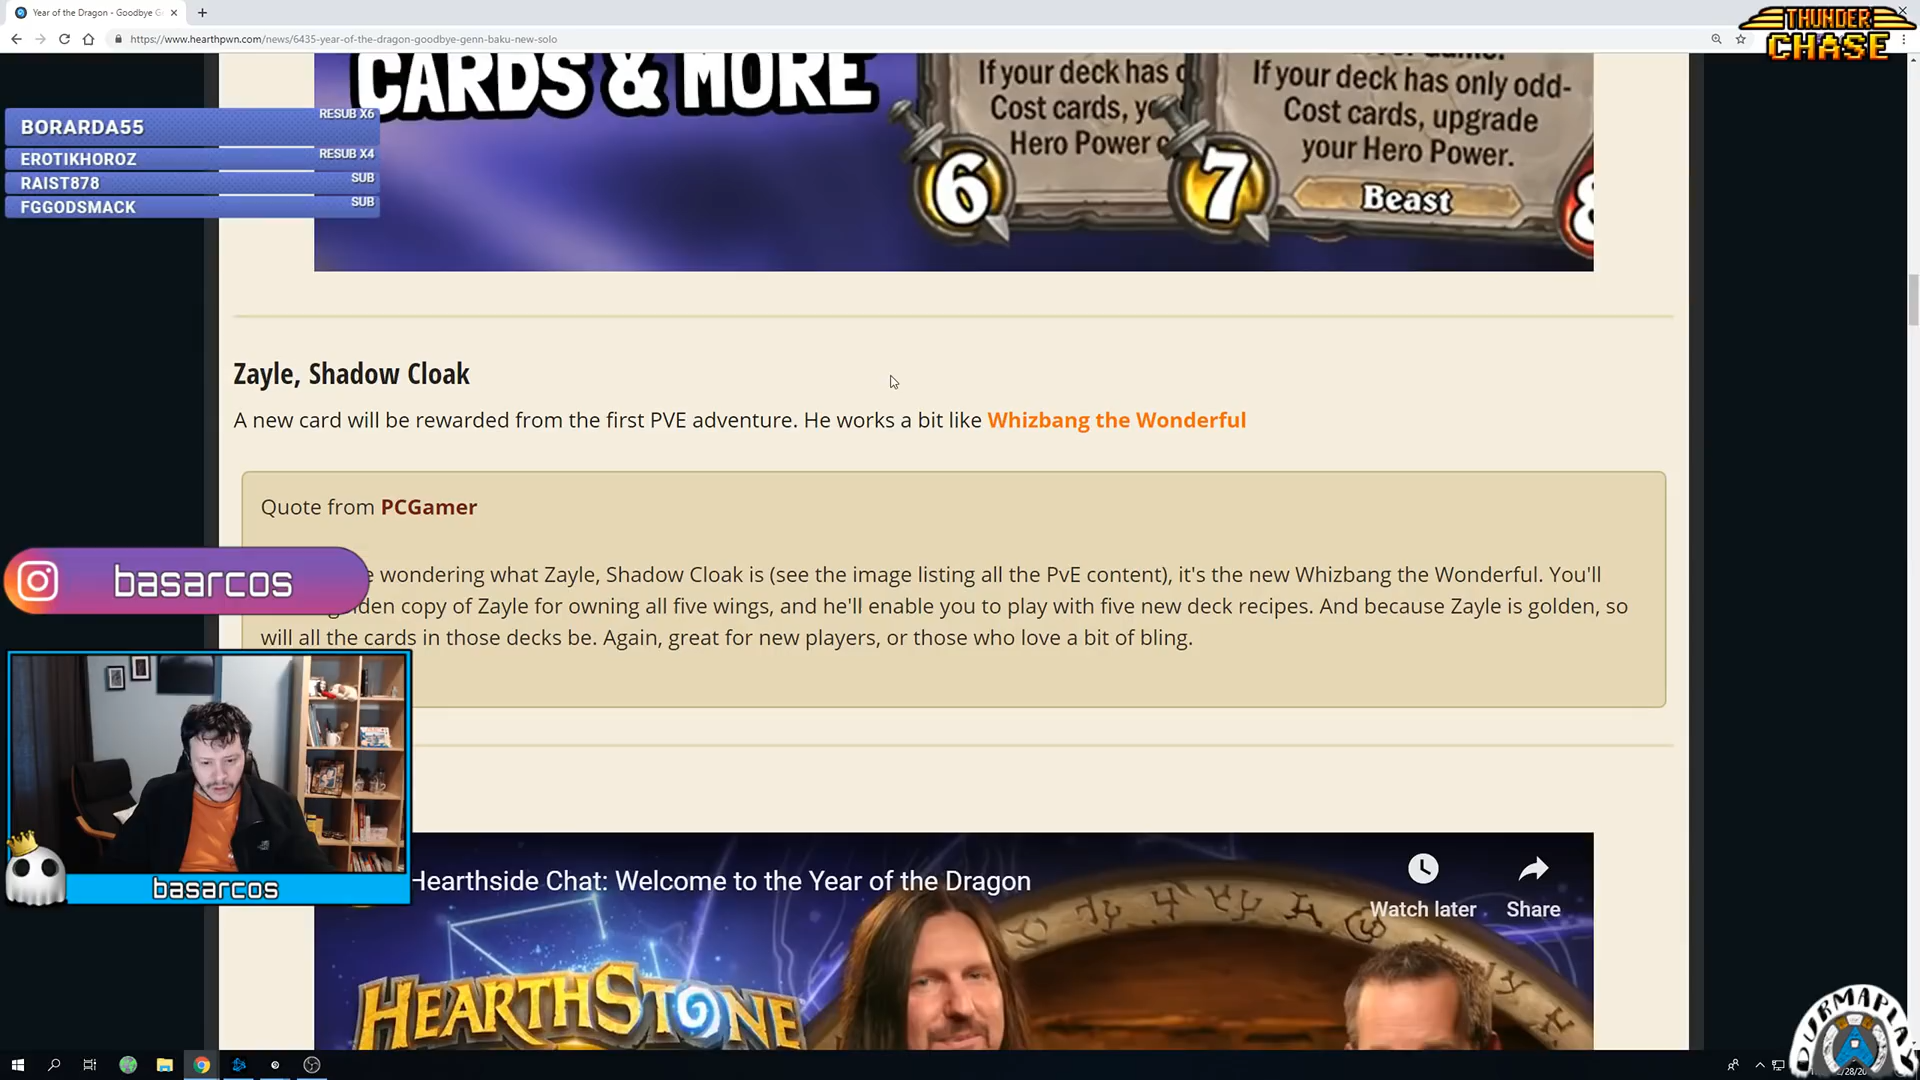 Year of the Dragon - Goodbye G
https://www.hearthpwn.com/news/6435-year-of-the-dragon-goodbye-genn-baku-new-solo
THUNDER
CHASE
CARDS & MORE
If your deck has
Cost cards,
Hero Power
6
If your deck has only odd-
Cost cards, upgrade
your Hero Power.
7
Beast
BORARDA55 RESUB X6
EROTIKHOROZ RESUB X4
RAIST878 SUB
FGGODSMACK SUB
Zayle, Shadow Cloak
A new card will be rewarded from the first PVE adventure. He works a bit like Whizbang the Wonderful
Quote from PCGamer
wondering what Zayle, Shadow Cloak is (see the image listing all the PvE content), it's the new Whizbang the Wonderful. You'll
copy of Zayle for owning all five wings, and he'll enable you to play with five new deck recipes. And because Zayle is golden, so
will all the cards in those decks be. Again, great for new players, or those who love a bit of bling.
basarcos
basarcos
Hearthside Chat: Welcome to the Year of the Dragon
Watch later
Share
HEARTHSTONE
DURMAPLAY